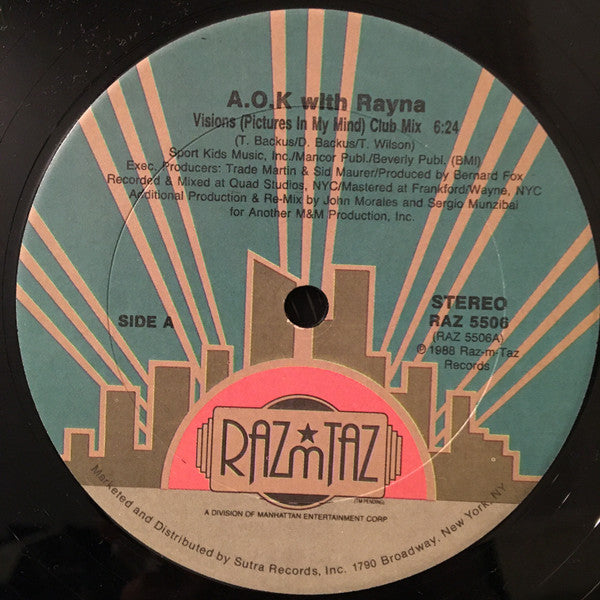 A.O.K with Rayna
Visions (Pictures In My Mind) Club Mix 6:24
(T. Backus/D. Backus/T. Wilson)
Sport Kids Music, Inc./Mancor Publ./Beverly Publ. (BMI)
Exec. Producers: Trade Martin & Sid Maurer/Produced by Bernard Fox
Recorded & Mixed at Quad Studios, NYC/Mastered at Frankford/Wayne, NYC
Additional Production & Re-Mix by John Morales and Sergio Munzibai
for Another M&M Production, Inc.
SIDE A
STEREO
RAZ 5506
(RAZ 5506A)
℗ 1988 Raz-m-Taz
Records
RAZ m TAZ
(TM PENDING)
A DIVISION OF MANHATTAN ENTERTAINMENT CORP
Marketed and Distributed by Sutra Records, Inc. 1790 Broadway, New York, NY